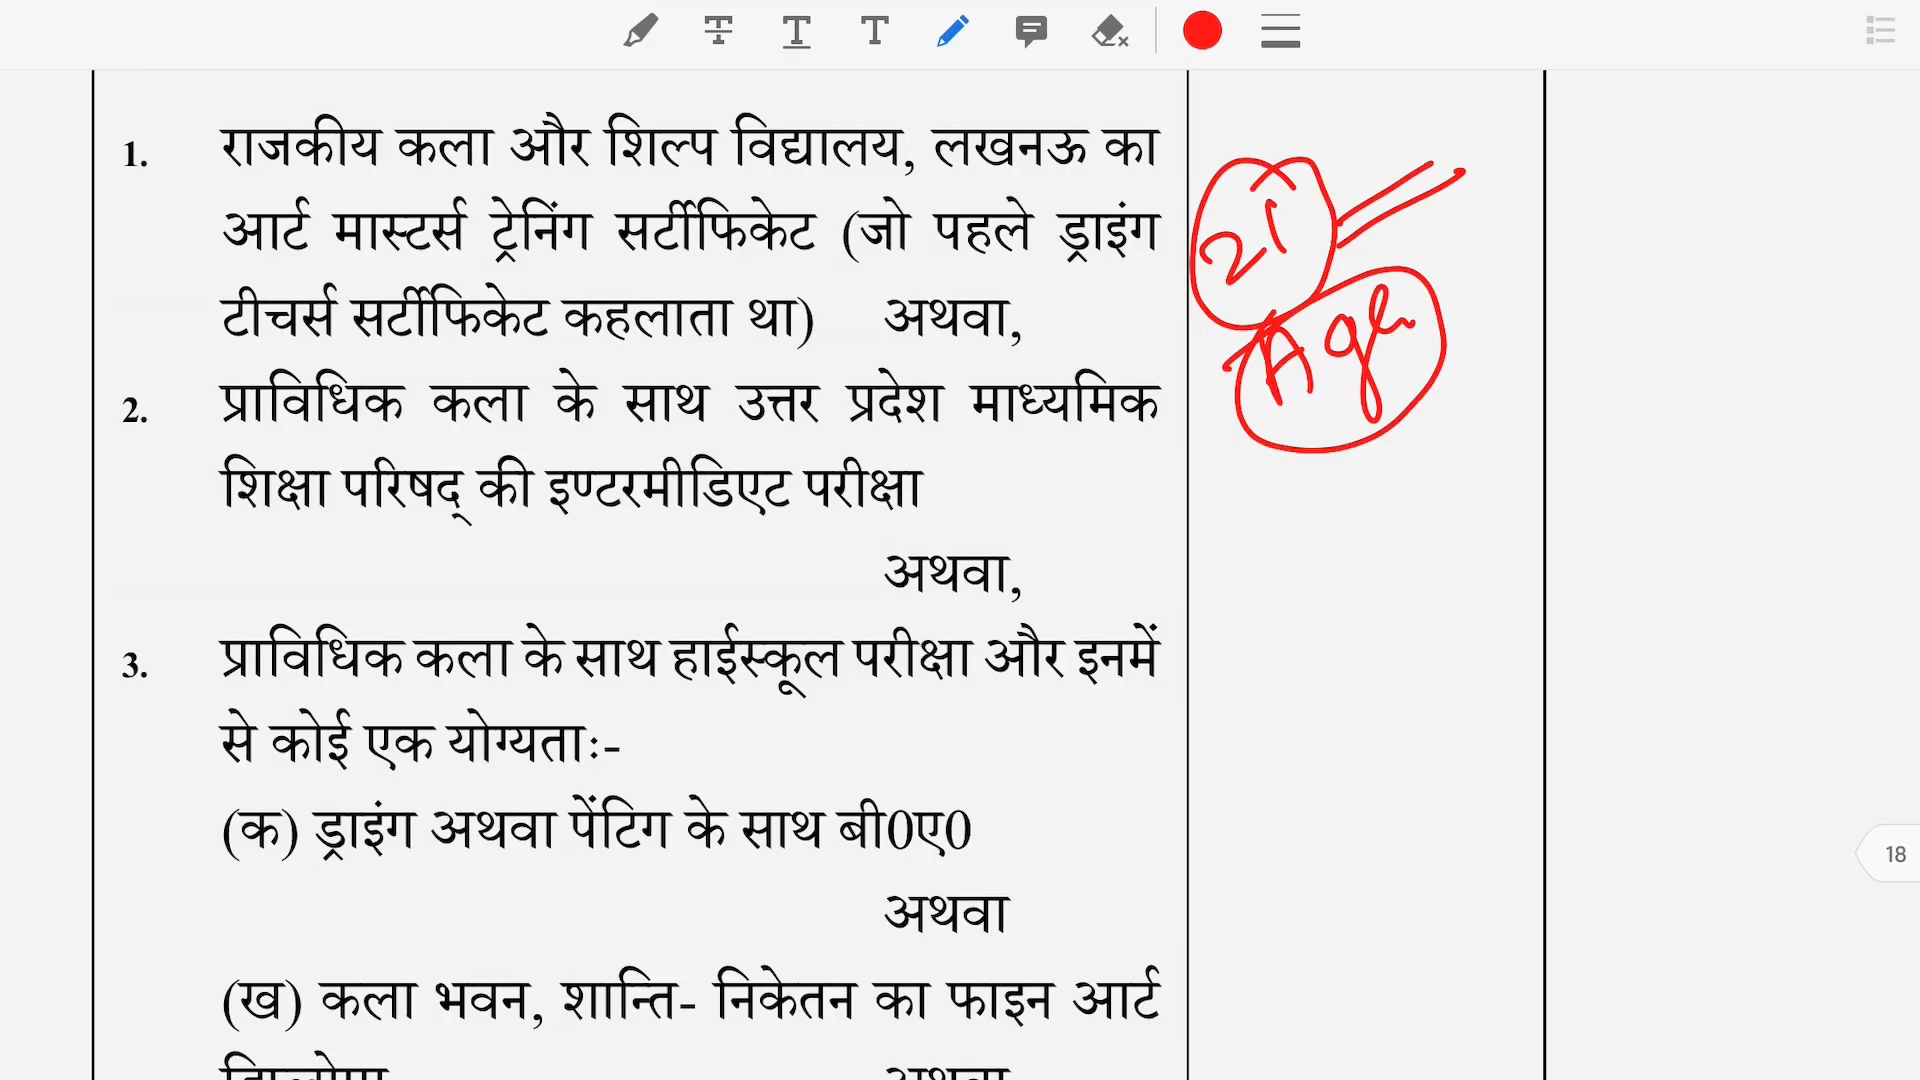 1. राजकीय कला और शिल्प विद्यालय, लखनऊ का
आर्ट मास्टर्स ट्रेनिंग सर्टीफिकेट (जो पहले ड्राइंग
टीचर्स सर्टीफिकेट कहलाता था) अथवा,
2. प्राविधिक कला के साथ उत्तर प्रदेश माध्यमिक
शिक्षा परिषद् की इण्टरमीडिएट परीक्षा
अथवा,
3. प्राविधिक कला के साथ हाईस्कूल परीक्षा और इनमें
से कोई एक योग्यताः-
(क) ड्राइंग अथवा पेंटिग के साथ बी0ए0
अथवा
(ख) कला भवन, शान्ति- निकेतन का फाइन आर्ट
21
Age
18